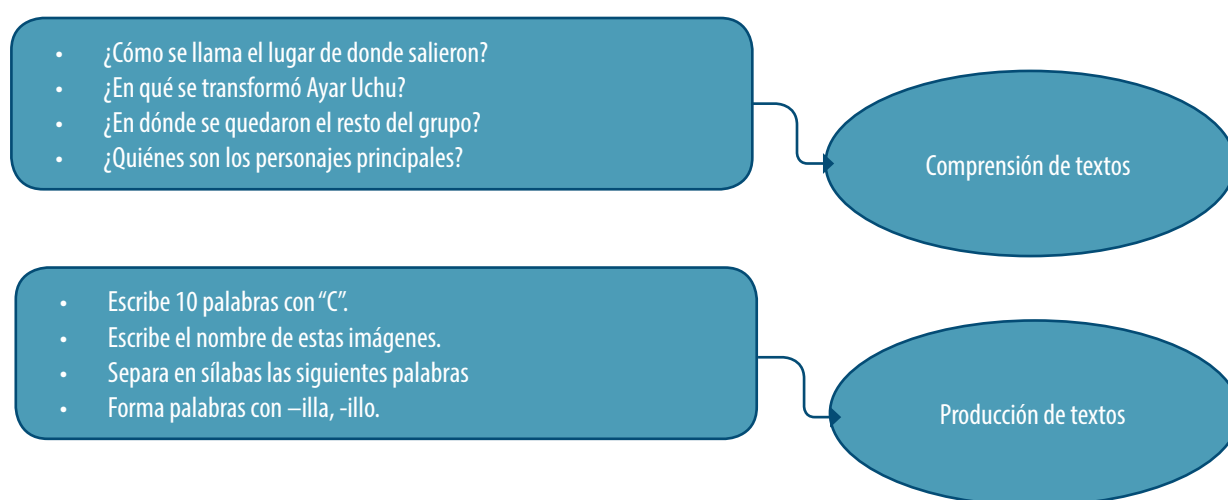 • ¿Cómo se llama el lugar de donde salieron?
• ¿En qué se transformó Ayar Uchu?
• ¿En dónde se quedaron el resto del grupo?
• ¿Quiénes son los personajes principales?
Comprensión de textos
• Escribe 10 palabras con “C”.
• Escribe el nombre de estas imágenes.
• Separa en sílabas las siguientes palabras
• Forma palabras con –illa, -illo.
Producción de textos